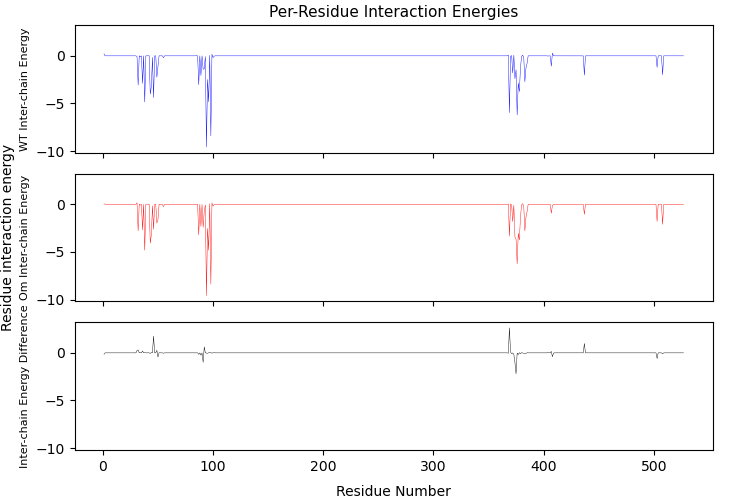 Per-Residue Interaction Energies
Residue interaction energy
WT Inter-chain Energy
0
−5
−10
Om Inter-chain Energy
0
−5
−10
Inter-chain Energy Difference
0
−5
−10
0 100 200 300 400 500
Residue Number